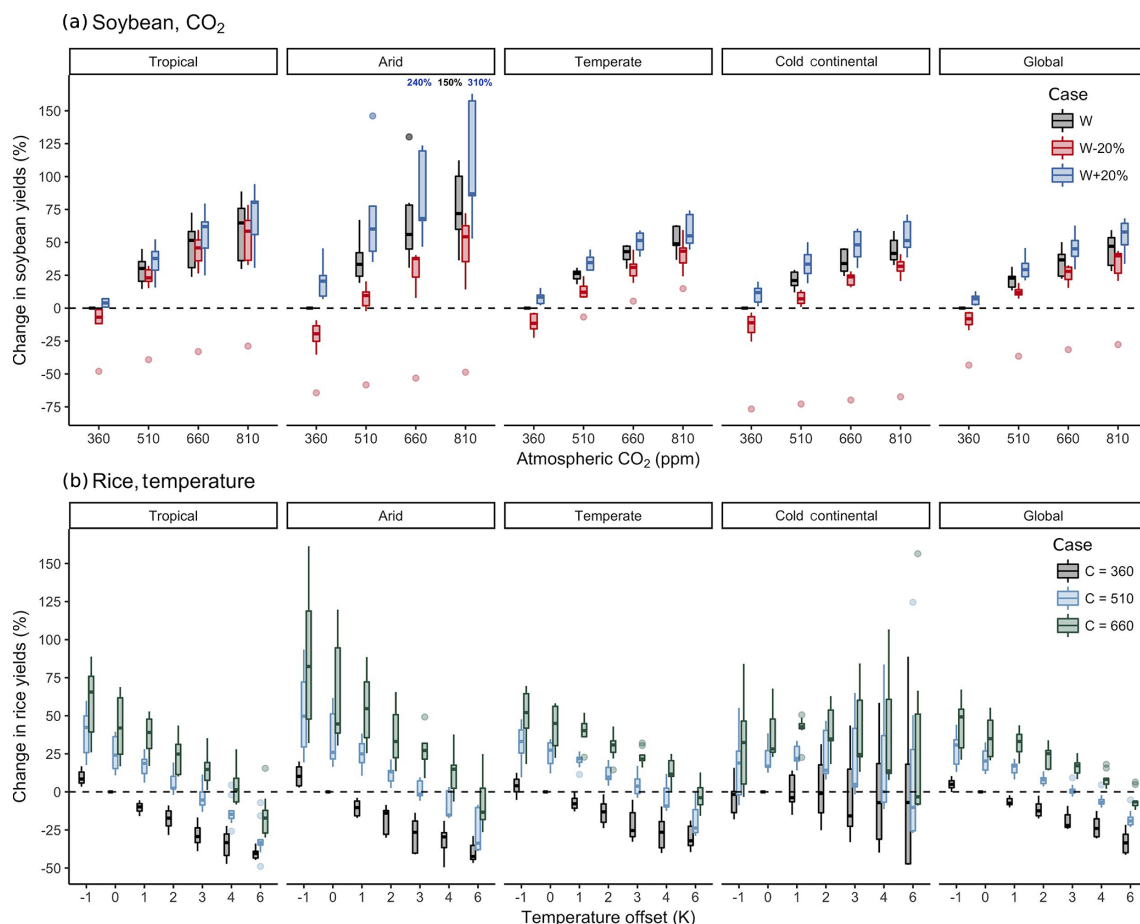 (a) Soybean, CO₂
Tropical Arid Temperate Cold continental Global
240% 150% 310%
Change in soybean yields (%)
150
125
100
75
50
25
0
-25
-50
-75
Case
W
W-20%
W+20%
360 510 660 810 360 510 660 810 360 510 660 810 360 510 660 810 360 510 660 810
Atmospheric CO₂ (ppm)
(b) Rice, temperature
Tropical Arid Temperate Cold continental Global
Change in rice yields (%)
150
125
100
75
50
25
0
-25
-50
Case
C = 360
C = 510
C = 660
-1 0 1 2 3 4 6 -1 0 1 2 3 4 6 -1 0 1 2 3 4 6 -1 0 1 2 3 4 6 -1 0 1 2 3 4 6
Temperature offset (K)